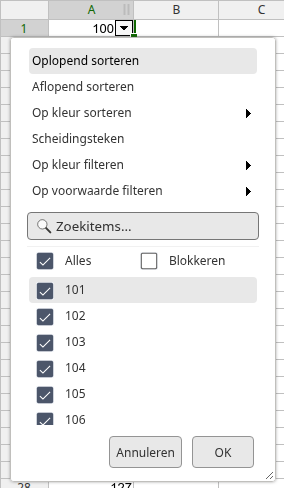 A B C
1 100
Oplopend sorteren
Aflopend sorteren
Op kleur sorteren
Scheidingsteken
Op kleur filteren
Op voorwaarde filteren
Zoekitems...
Alles Blokkeren
101
102
103
104
105
106
Annuleren OK
28 127